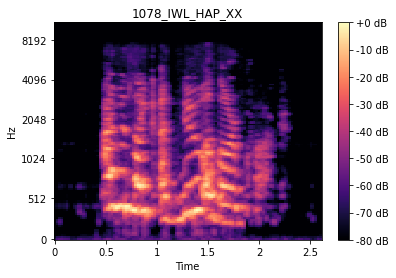 1078_IWL_HAP_XX
+0 dB
8192
-10 dB
4096
-20 dB
-30 dB
2048
Hz
-40 dB
1024
-50 dB
512
-60 dB
-70 dB
0
-80 dB
0 0.5 1 1.5 2 2.5
Time